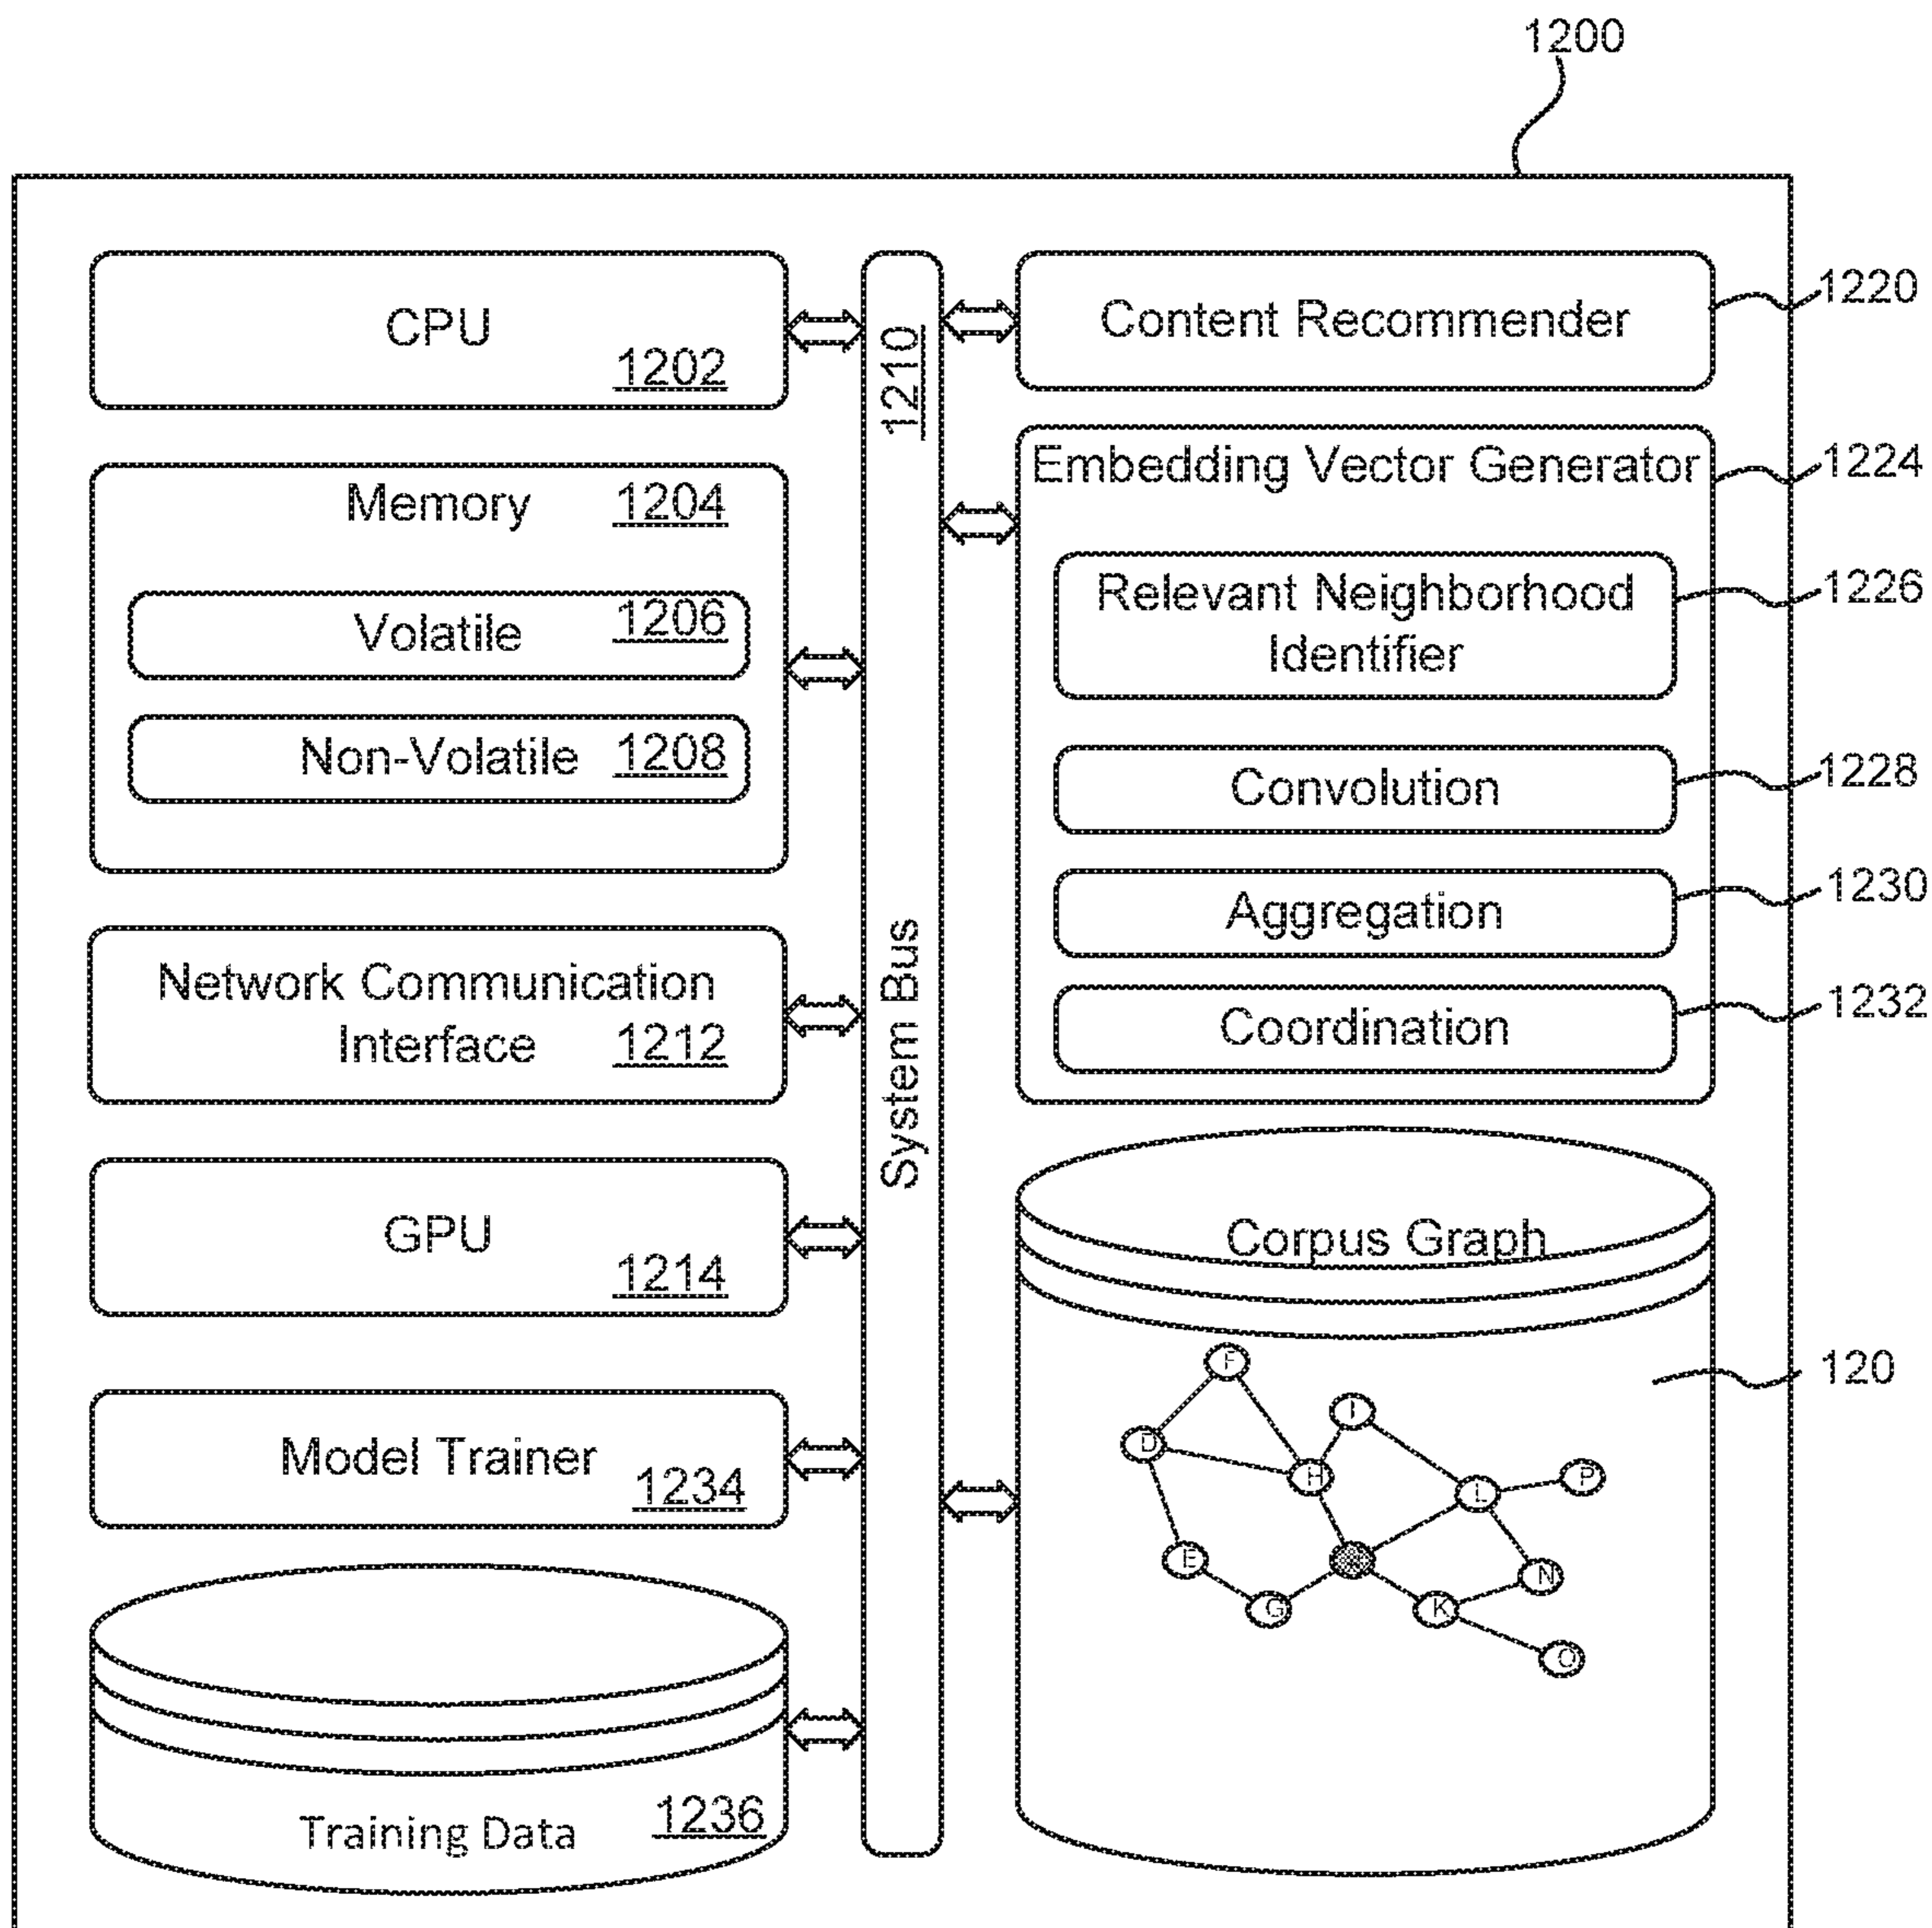 1200
CPU
1202
Memory 1204
Volatile 1206
Non-Volatile 1208
Network Communication
Interface 1212
GPU
1214
Model Trainer
1234
Training Data 1236
1210
System Bus
Content Recommender
1220
Embedding Vector Generator
1224
Relevant Neighborhood
Identifier
1226
Convolution
1228
Aggregation
1230
Coordination
1232
Corpus Graph
120
F
I
D
H
L
P
E
N
G
K
O